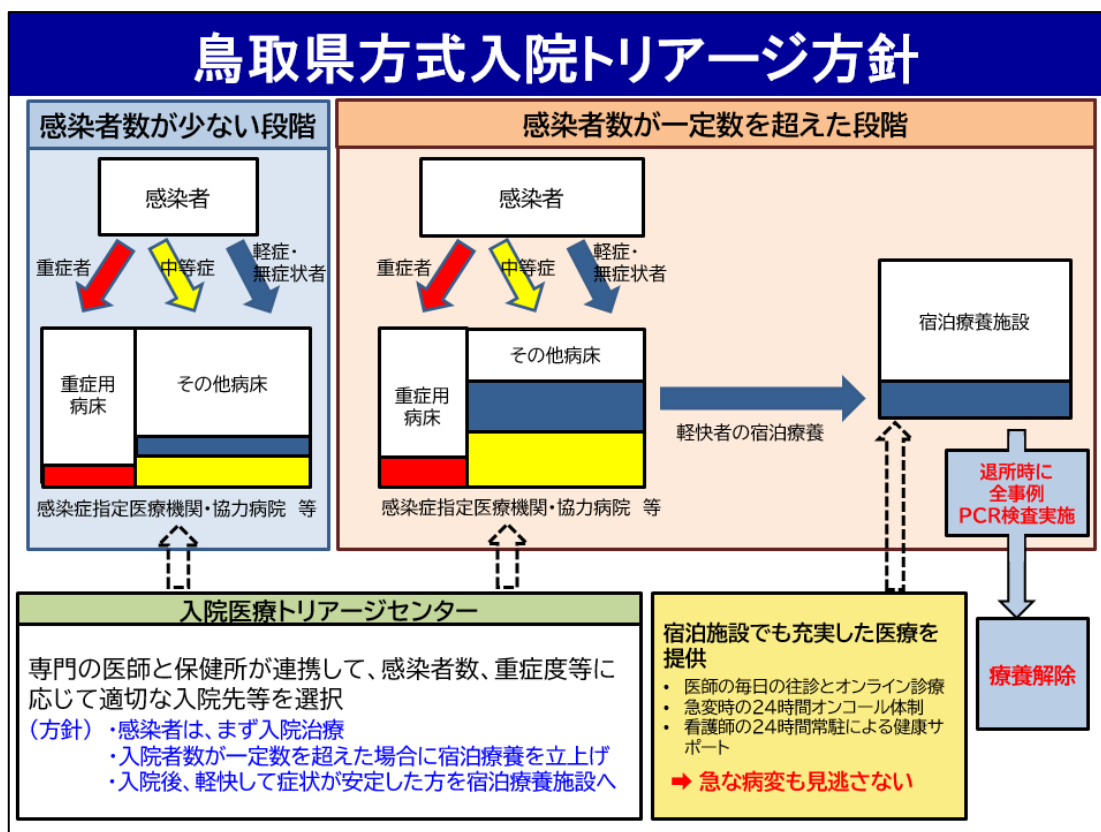 鳥取県方式入院トリアージ方針
感染者数が少ない段階
感染者
重症者
中等症
軽症・
無症状者
重症用
病床
その他病床
感染症指定医療機関・協力病院 等
感染者数が一定数を超えた段階
感染者
重症者
中等症
軽症・
無症状者
重症用
病床
その他病床
感染症指定医療機関・協力病院 等
軽快者の宿泊療養
宿泊療養施設
退所時に
全事例
PCR検査実施
療養解除
入院医療トリアージセンター
専門の医師と保健所が連携して、感染者数、重症度等に
応じて適切な入院先等を選択
(方針) ・感染者は、まず入院治療
・入院者数が一定数を超えた場合に宿泊療養を立上げ
・入院後、軽快して症状が安定した方を宿泊療養施設へ
宿泊施設でも充実した医療を
提供
• 医師の毎日の往診とオンライン診療
• 急変時の24時間オンコール体制
• 看護師の24時間常駐による健康サ
ポート
➡ 急な病変も見逃さない